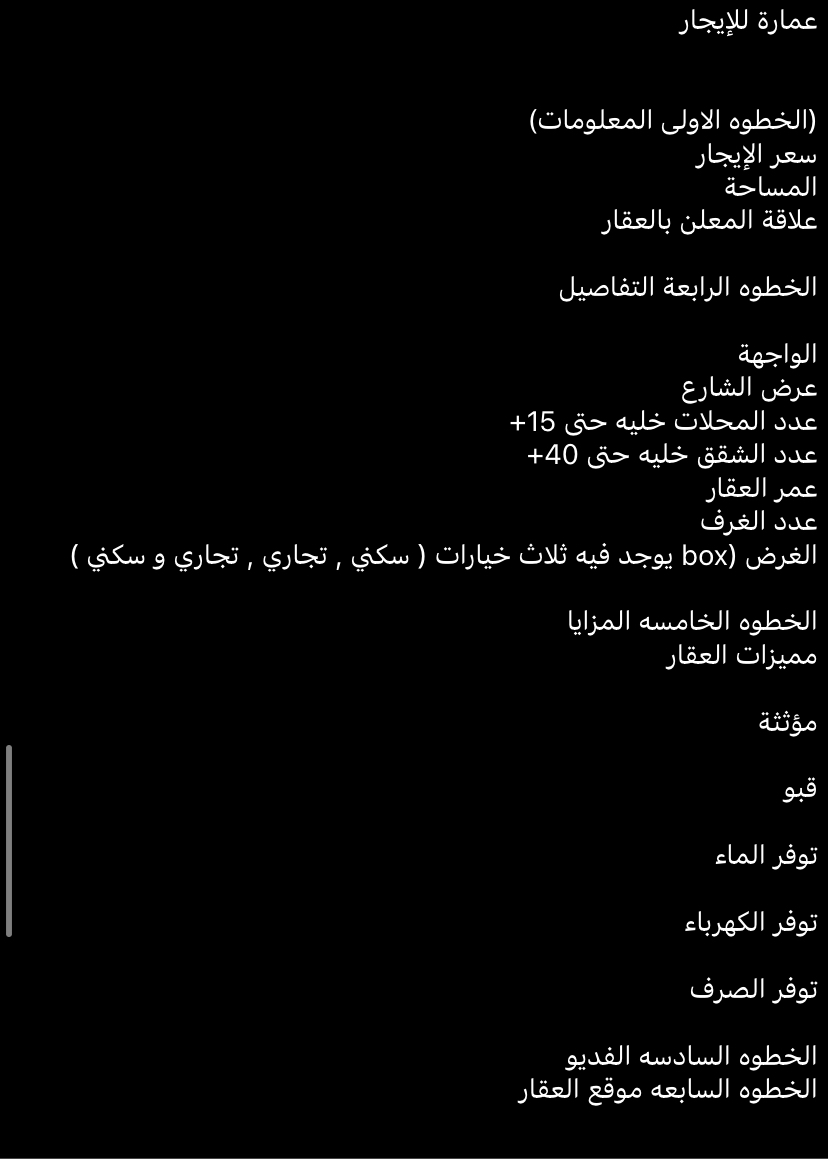 عمارة للإيجار
(الخطوه الاولى المعلومات)
سعر الإيجار
المساحة
علاقة المعلن بالعقار
الخطوه الرابعة التفاصيل
الواجهة
عرض الشارع
عدد المحلات خليه حتى 15+
عدد الشقق خليه حتى 40+
عمر العقار
عدد الغرف
الغرض (box يوجد فيه ثلاث خيارات ( سكني , تجاري , تجاري و سكني )
الخطوه الخامسه المزايا
مميزات العقار
مؤثثة
قبو
توفر الماء
توفر الكهرباء
توفر الصرف
الخطوه السادسه الفديو
الخطوه السابعه موقع العقار